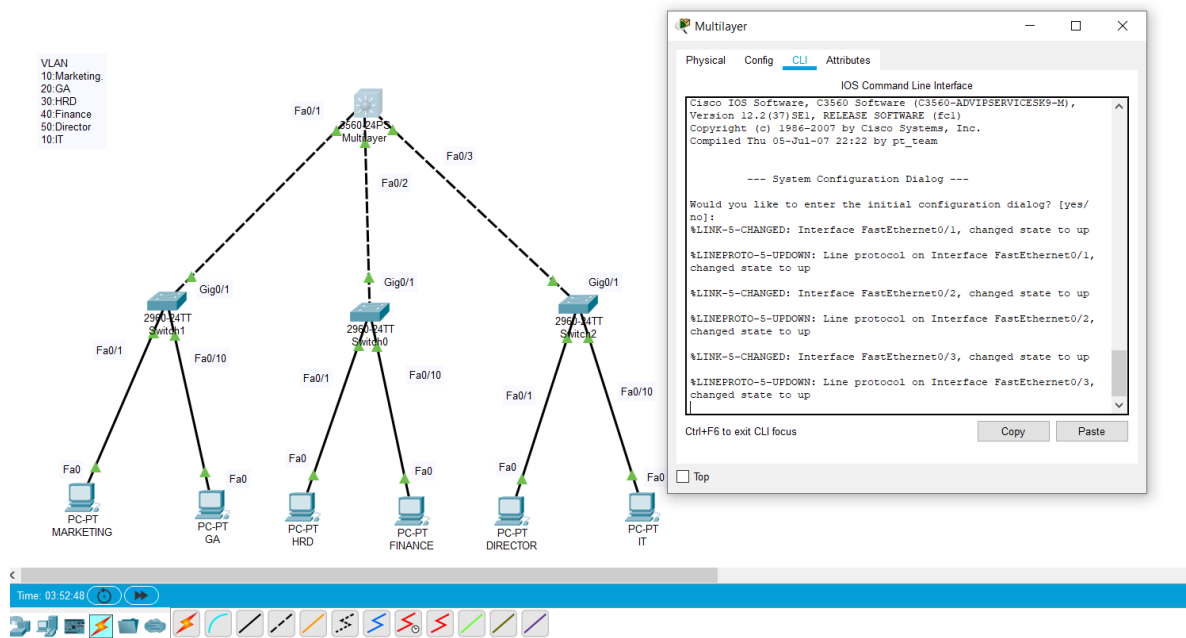 VLAN
10:Marketing.
20:GA
30:HRD
40:Finance
50:Director
10:IT
Fa0/1
3560-24PS
Multilayer
Fa0/2
Fa0/3
Gig0/1
2960-24TT
Switch1
Gig0/1
2960-24TT
Switch0
Gig0/1
2960-24TT
Switch2
Fa0/1
Fa0/10
Fa0/1
Fa0/10
Fa0/1
Fa0/10
Fa0
PC-PT
MARKETING
Fa0
PC-PT
GA
Fa0
PC-PT
HRD
Fa0
PC-PT
FINANCE
Fa0
PC-PT
DIRECTOR
Fa0
PC-PT
IT
Multilayer
Physical Config CLI Attributes
IOS Command Line Interface
Cisco IOS Software, C3560 Software (C3560-ADVIPSERVICESK9-M),
Version 12.2(37)SE1, RELEASE SOFTWARE (fc1)
Copyright (c) 1986-2007 by Cisco Systems, Inc.
Compiled Thu 05-Jul-07 22:22 by pt_team
--- System Configuration Dialog ---
Would you like to enter the initial configuration dialog? [yes/
no]:
%LINK-5-CHANGED: Interface FastEthernet0/1, changed state to up
%LINEPROTO-5-UPDOWN: Line protocol on Interface FastEthernet0/1,
changed state to up
%LINK-5-CHANGED: Interface FastEthernet0/2, changed state to up
%LINEPROTO-5-UPDOWN: Line protocol on Interface FastEthernet0/2,
changed state to up
%LINK-5-CHANGED: Interface FastEthernet0/3, changed state to up
%LINEPROTO-5-UPDOWN: Line protocol on Interface FastEthernet0/3,
changed state to up
Ctrl+F6 to exit CLI focus
Copy Paste
Top
Time: 03:52:48